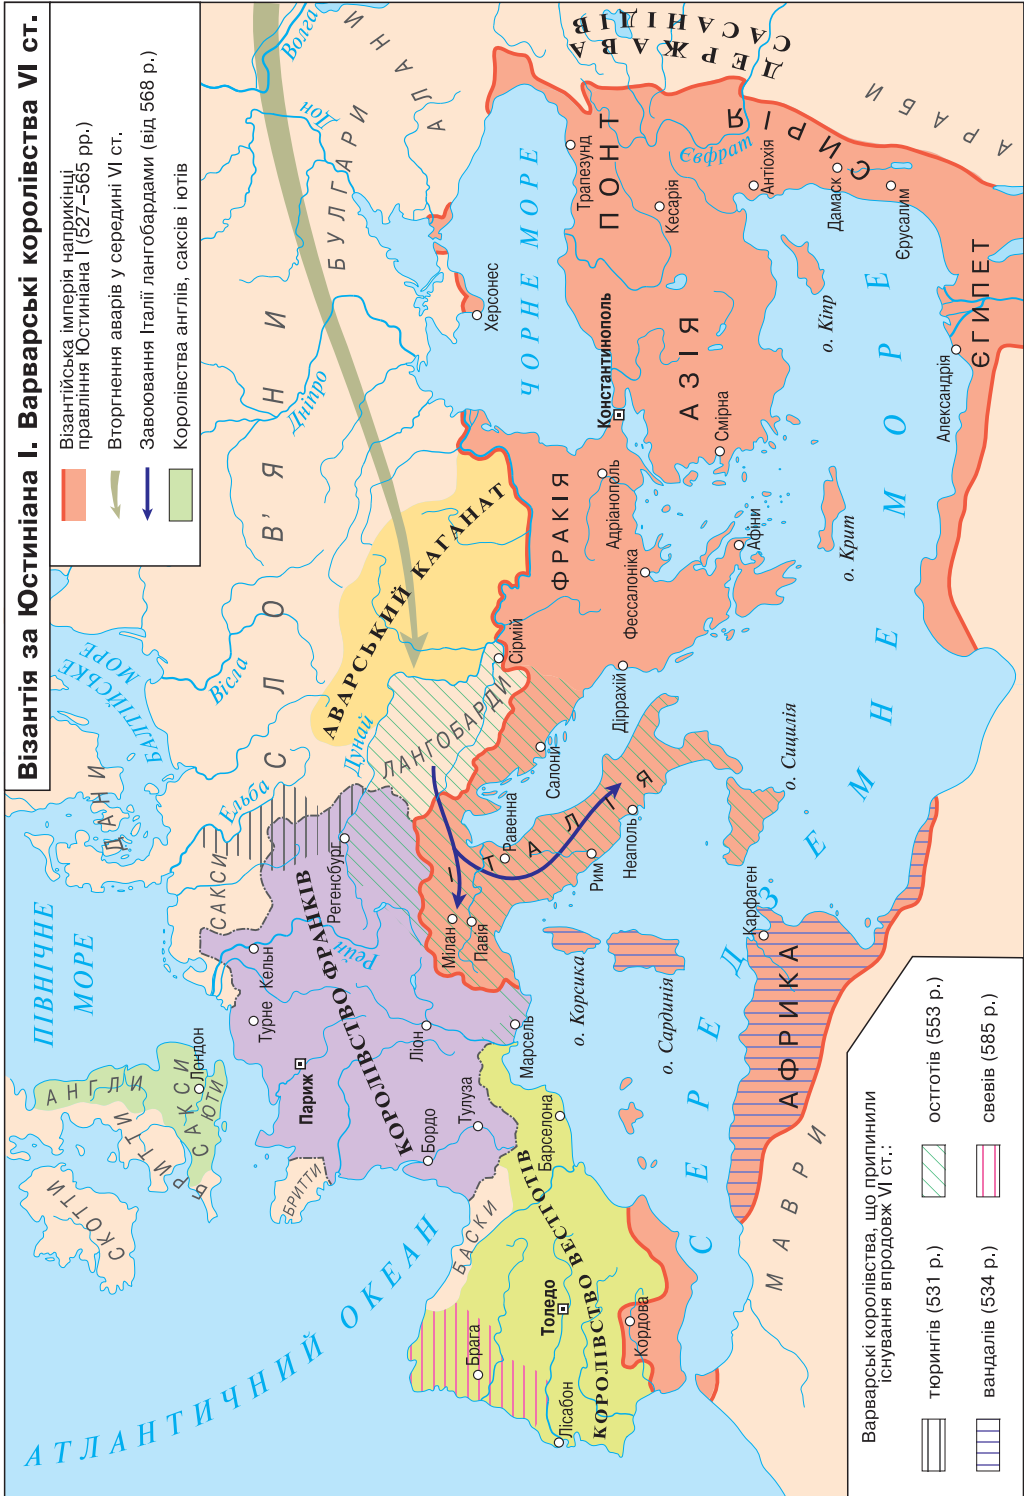 Візантія за Юстиніана I. Варварські королівства VI ст.
Візантійська імперія наприкінці
правління Юстиніана I (527–565 рр.)
Вторгнення аварів у середині VI ст.
Завоювання Італії лангобардами (від 568 р.)
Королівства англів, саксів і ютів
ПІВНІЧНЕ
МОРЕ
БАЛТІЙСЬКЕ
МОРЕ
АТЛАНТИЧНИЙ ОКЕАН
ЧОРНЕ МОРЕ
СЕРЕДЗЕМНЕ МОРЕ
СКОТТИ
БРИТТИ
АНГЛИ
САКСИ
ЮТИ
Лондон
БРИТТИ
ДАНИ
САКСИ
СЛОВ'ЯНИ
БУЛГАРИ
АЛАНИ
Волга
Дон
Дніпро
Вісла
Ельба
Дунай
Рейн
Євфрат
КОРОЛІВСТВО ФРАНКІВ
Турне
Кельн
Регенсбург
Париж
Ліон
Бордо
Тулуза
Марсель
БАСКИ
КОРОЛІВСТВО ВЕСТГОТІВ
Барселона
Брага
Толедо
Лісабон
Кордова
АВАРСЬКИЙ КАГАНАТ
ЛАНГОБАРДИ
Сірмій
ІТАЛІЯ
Мілан
Павія
Равенна
Рим
Неаполь
Салони
Діррахій
о. Корсика
о. Сардинія
о. Сицилія
ФРАКІЯ
Адріанополь
Фессалоніка
Афіни
Константинополь
Херсонес
Трапезунд
ПОНТ
Кесарія
АЗІЯ
Смірна
о. Крит
о. Кіпр
СИРІЯ
Антіохія
Дамаск
Єрусалим
ДЕРЖАВА
САСАНІДІВ
АРАБИ
ЄГИПЕТ
Александрія
АФРИКА
Карфаген
МАВРИ
Варварські королівства, що припинили
існування впродовж VI ст.:
тюрингів (531 р.)
остготів (553 р.)
вандалів (534 р.)
свевів (585 р.)